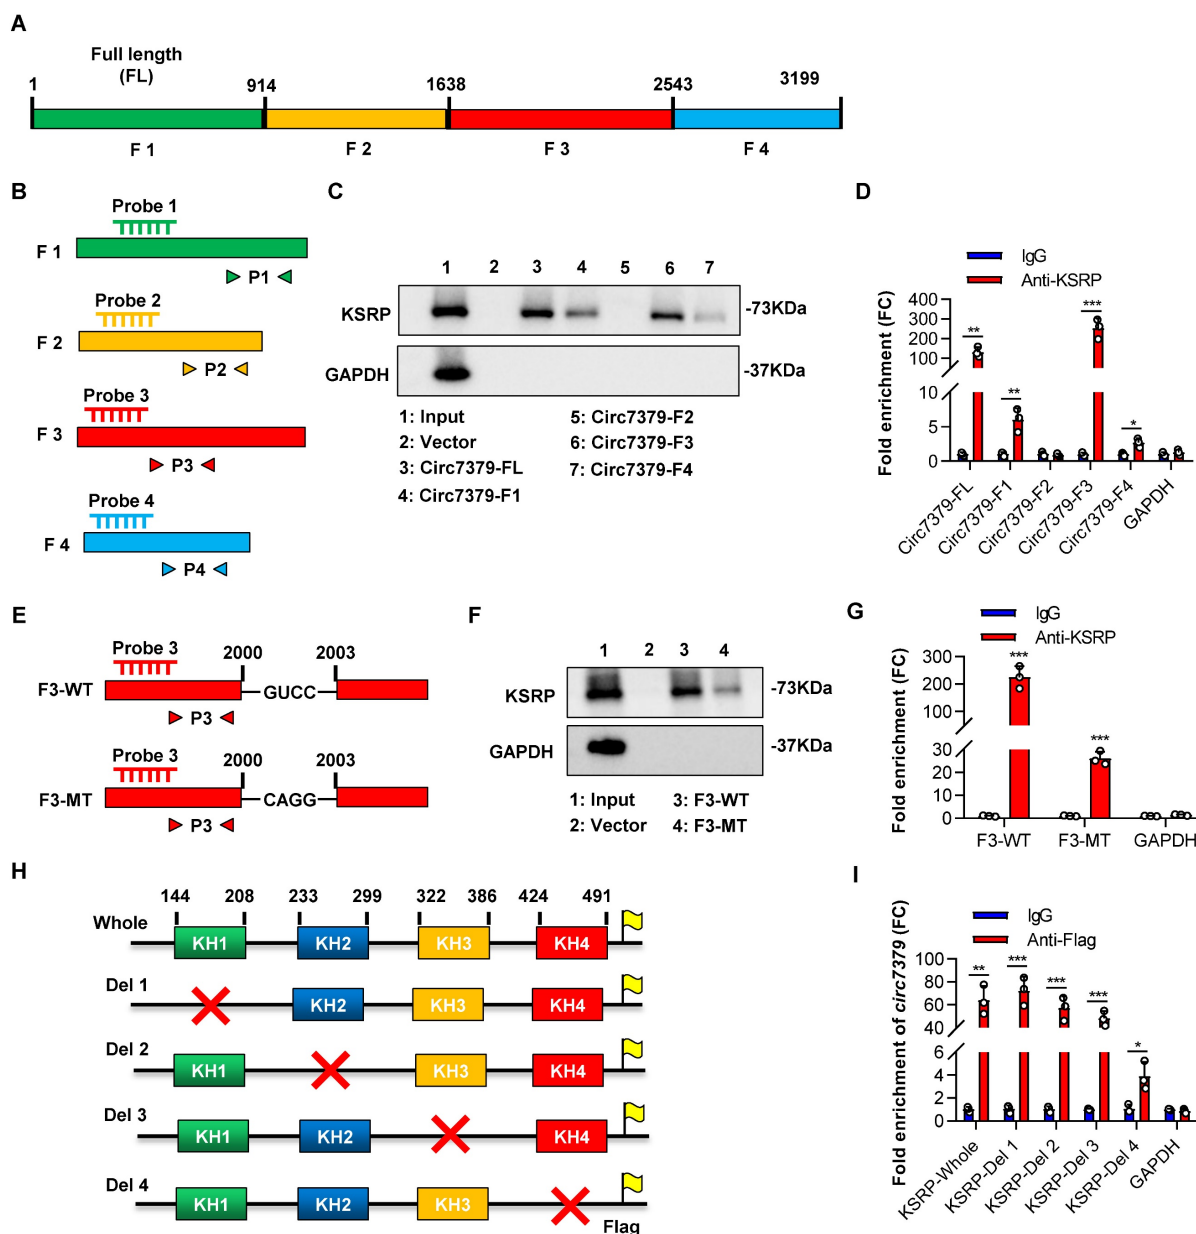 A
Full length
(FL)
1 914 1638 2543 3199
F 1 F 2 F 3 F 4
B
Probe 1
F 1
P1
Probe 2
F 2
P2
Probe 3
F 3
P3
Probe 4
F 4
P4
C
1 2 3 4 5 6 7
KSRP -73KDa
GAPDH -37KDa
1: Input
2: Vector
3: Circ7379-FL
4: Circ7379-F1
5: Circ7379-F2
6: Circ7379-F3
7: Circ7379-F4
D
IgG
Anti-KSRP
Fold enrichment (FC)
400
300
200
100
10
5
0
** ** *** *
Circ7379-FL
Circ7379-F1
Circ7379-F2
Circ7379-F3
Circ7379-F4
GAPDH
E
Probe 3
2000 2003
F3-WT GUCC
P3
Probe 3
2000 2003
F3-MT CAGG
P3
F
1 2 3 4
KSRP -73KDa
GAPDH -37KDa
1: Input
2: Vector
3: F3-WT
4: F3-MT
G
IgG
Anti-KSRP
Fold enrichment (FC)
300
200
100
30
20
10
0
*** ***
F3-WT F3-MT GAPDH
H
144 208 233 299 322 386 424 491
Whole
KH1 KH2 KH3 KH4
Del 1
KH2 KH3 KH4
Del 2
KH1 KH3 KH4
Del 3
KH1 KH2 KH4
Del 4
KH1 KH2 KH3
Flag
I
IgG
Anti-Flag
Fold enrichment of circ7379 (FC)
100
80
60
40
6
4
2
0
** *** *** *** *
KSRP-Whole
KSRP-Del 1
KSRP-Del 2
KSRP-Del 3
KSRP-Del 4
GAPDH